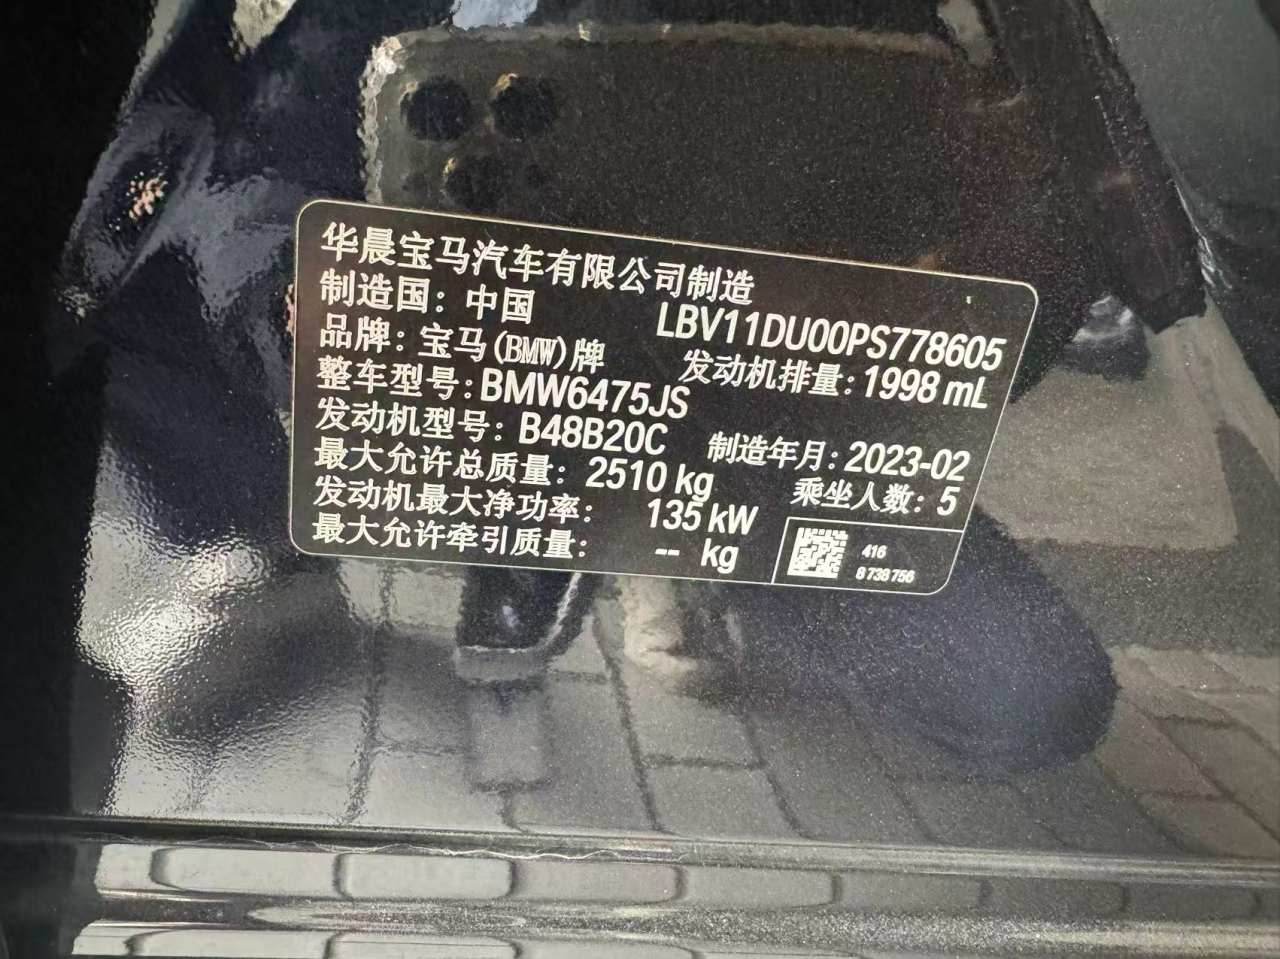 华晨宝马汽车有限公司制造
制造国：中国 LBV11DU00PS778605
品牌：宝马(BMW)牌 发动机排量：1998 mL
整车型号：BMW6475JS
发动机型号：B48B20C 制造年月：2023-02
最大允许总质量：2510 kg 乘坐人数：5
发动机最大净功率： 135 kW
最大允许牵引质量： -- kg
416
8 738 756